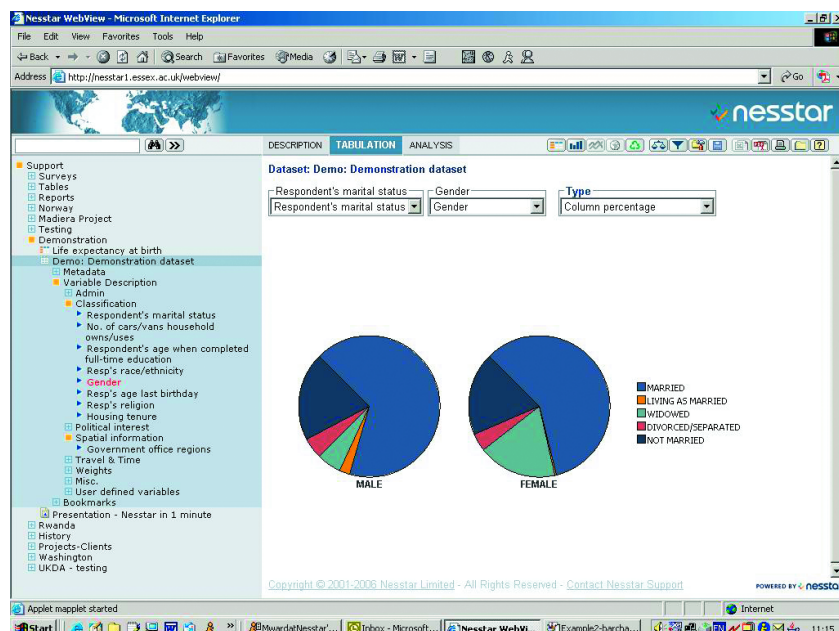 Nesstar WebView - Microsoft Internet Explorer
File Edit View Favorites Tools Help
Back Search Favorites Media
Address http://nesstar1.essex.ac.uk/webview/ Go
nesstar
DESCRIPTION TABULATION ANALYSIS
Support
Surveys
Tables
Reports
Norway
Madiera Project
Testing
Demonstration
Life expectancy at birth
Demo: Demonstration dataset
Metadata
Variable Description
Admin
Classification
Respondent's marital status
No. of cars/vans household
owns/uses
Respondent's age when completed
full-time education
Resp's race/ethnicity
Gender
Resp's age last birthday
Resp's religion
Housing tenure
Political interest
Spatial information
Government office regions
Travel & Time
Weights
Misc.
User defined variables
Bookmarks
Presentation - Nesstar in 1 minute
Rwanda
History
Projects-Clients
Washington
UKDA - testing
Dataset: Demo: Demonstration dataset
Respondent's marital status Gender Type
Respondent's marital status Gender Column percentage
MARRIED
LIVING AS MARRIED
WIDOWED
DIVORCED/SEPARATED
NOT MARRIED
MALE FEMALE
Copyright © 2001-2006 Nesstar Limited - All Rights Reserved - Contact Nesstar Support
POWERED BY nesstar
Applet mapplet started Internet
Start MwardatNesstar'... Inbox - Microsoft... Nesstar WebVi... Example2-barcha... EN 11:15